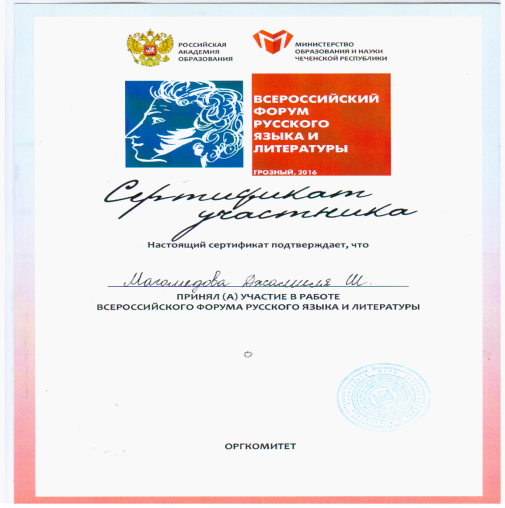 РОССИЙСКАЯ
АКАДЕМИЯ
ОБРАЗОВАНИЯ
МИНИСТЕРСТВО
ОБРАЗОВАНИЯ И НАУКИ
ЧЕЧЕНСКОЙ РЕСПУБЛИКИ
ВСЕРОССИЙСКИЙ
ФОРУМ
РУССКОГО
ЯЗЫКА И
ЛИТЕРАТУРЫ
ГРОЗНЫЙ, 2016
Сертификат
участника
Настоящий сертификат подтверждает, что
Магомедова Джамиля Ш.
ПРИНЯЛ (А) УЧАСТИЕ В РАБОТЕ
ВСЕРОССИЙСКОГО ФОРУМА РУССКОГО ЯЗЫКА И ЛИТЕРАТУРЫ
ОРГКОМИТЕТ